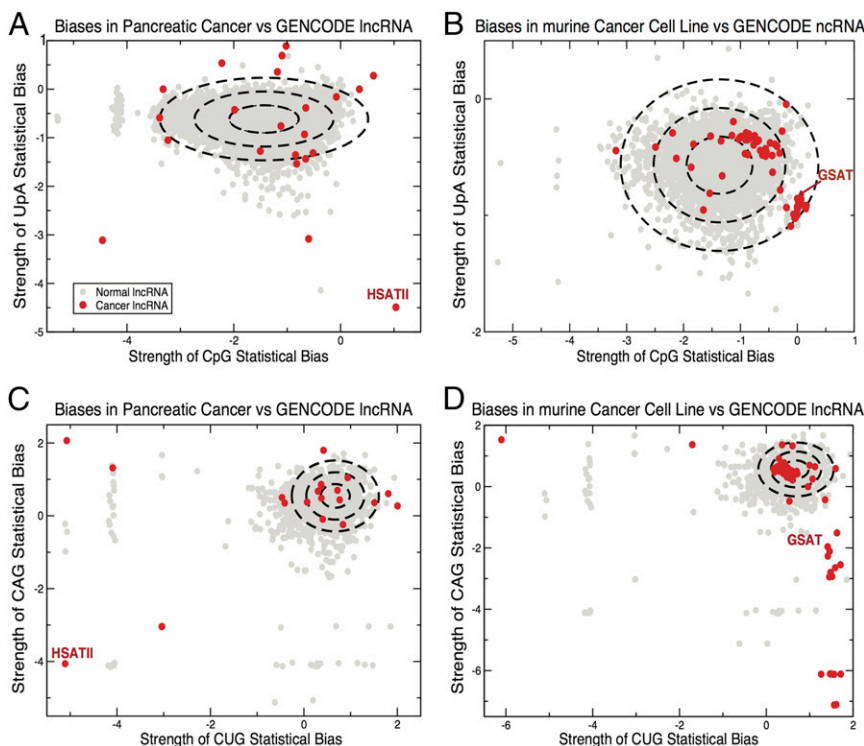 A
Biases in Pancreatic Cancer vs GENCODE lncRNA
Strength of UpA Statistical Bias
1
0
-1
-2
-3
-4
-5
Normal lncRNA
Cancer lncRNA
HSATII
-4
-2
0
Strength of CpG Statistical Bias
B
Biases in murine Cancer Cell Line vs GENCODE ncRNA
Strength of UpA Statistical Bias
0
-2
GSAT
-5
-4
-3
-2
-1
0
1
Strength of CpG Statistical Bias
C
Biases in Pancreatic Cancer vs GENCODE lncRNA
Strength of CAG Statistical Bias
2
0
-2
-4
HSATII
-4
-2
0
2
Strength of CUG Statistical Bias
D
Biases in murine Cancer Cell Line vs GENCODE lncRNA
Strength of CAG Statistical Bias
2
0
-2
-4
-6
GSAT
-6
-4
-2
0
2
Strength of CUG Statistical Bias